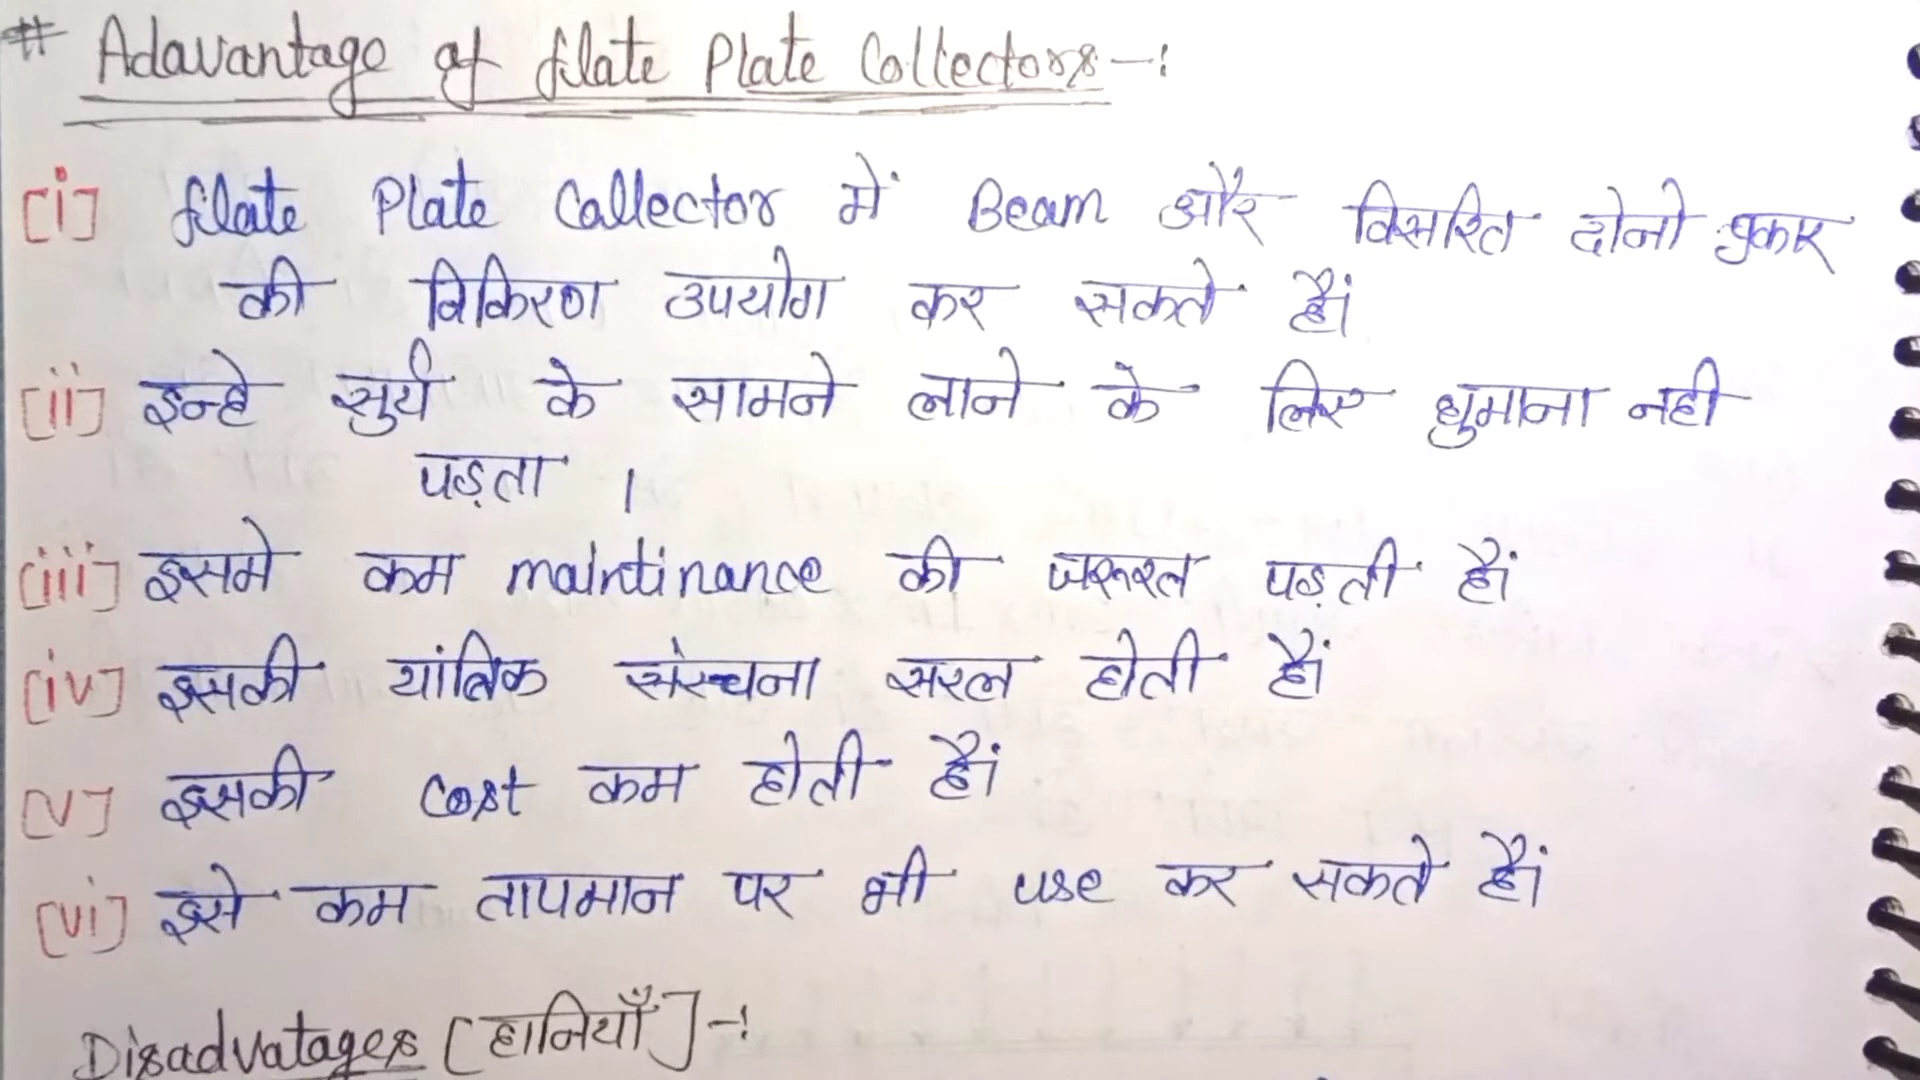 # Adavantage of flate Plate Collectors -:
[i] flate Plate Collector में Beam और विसरित दोनो प्रकार
की विकिरण उपयोग कर सकते हैं।
[ii] इन्हे सुर्य के सामने लाने के लिए घुमाना नही
पड़ता ।
[iii] इसमे कम maintinance की जरूरत पड़ती हैं।
[iv] इसकी यांत्रिक संरचना सरल होती हैं।
[v] इसकी cost कम होती हैं।
[vi] इसे कम तापमान पर भी use कर सकते हैं।
Disadvatages [हानियाँ] -: